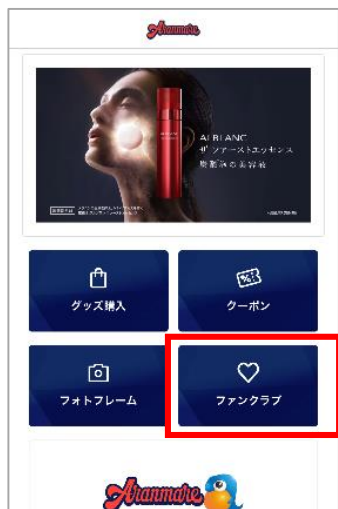 Aranmare
ALBLANC
ザ ファーストエッセンス
グッズ購入
クーポン
フォトフレーム
ファンクラブ
Aranmare